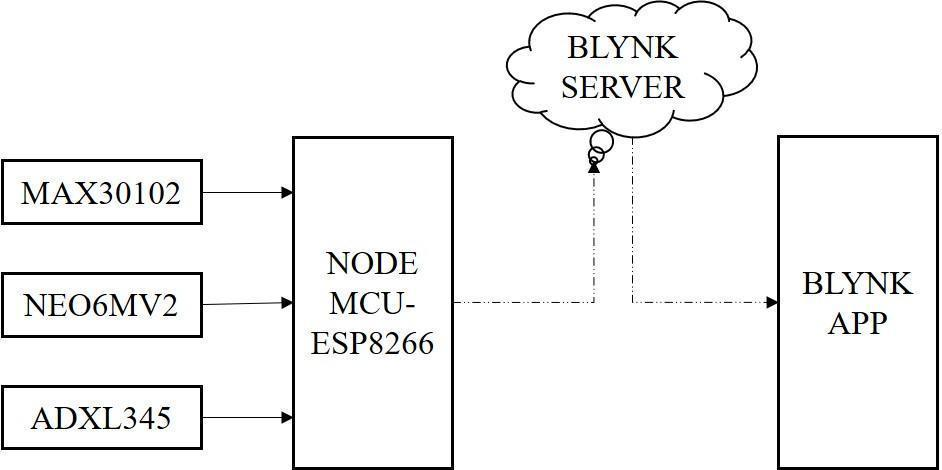 BLYNK
SERVER
MAX30102
NEO6MV2
ADXL345
NODE
MCU-
ESP8266
BLYNK
APP